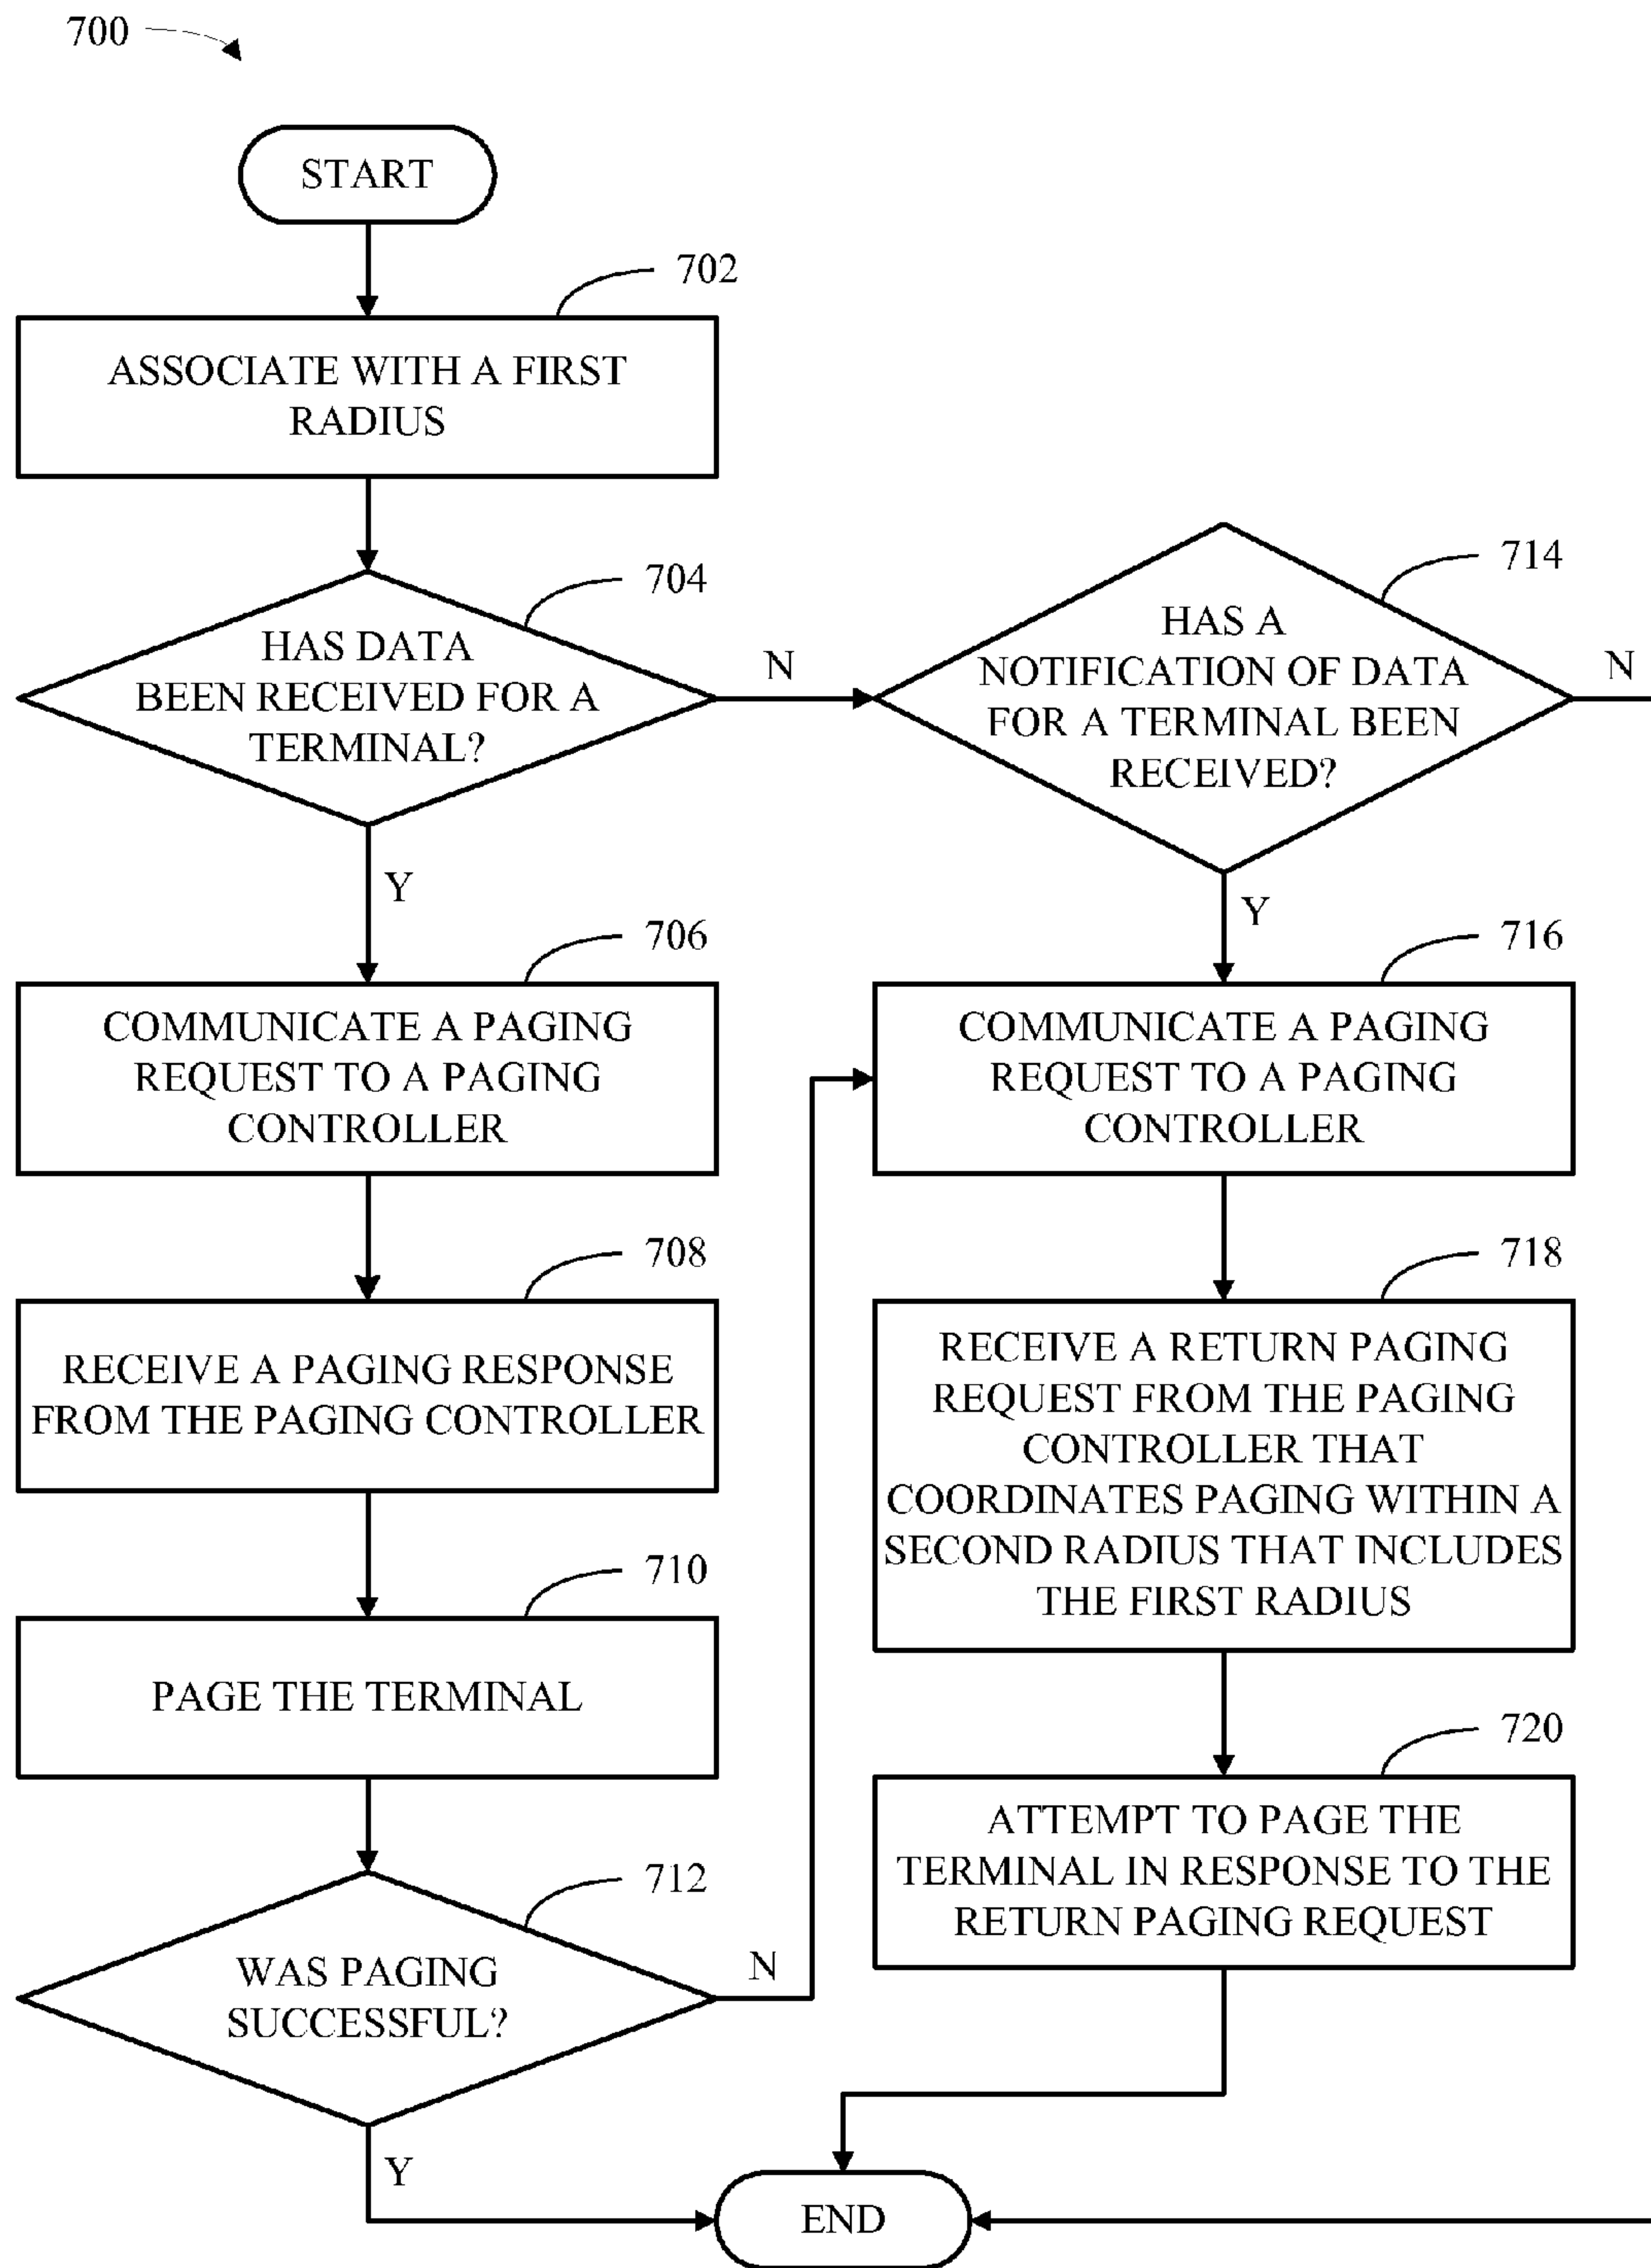 700
START
702
ASSOCIATE WITH A FIRST
RADIUS
704
HAS DATA
BEEN RECEIVED FOR A
TERMINAL?
N
Y
714
HAS A
NOTIFICATION OF DATA
FOR A TERMINAL BEEN
RECEIVED?
N
Y
706
COMMUNICATE A PAGING
REQUEST TO A PAGING
CONTROLLER
708
RECEIVE A PAGING RESPONSE
FROM THE PAGING CONTROLLER
710
PAGE THE TERMINAL
712
WAS PAGING
SUCCESSFUL?
N
Y
716
COMMUNICATE A PAGING
REQUEST TO A PAGING
CONTROLLER
718
RECEIVE A RETURN PAGING
REQUEST FROM THE PAGING
CONTROLLER THAT
COORDINATES PAGING WITHIN A
SECOND RADIUS THAT INCLUDES
THE FIRST RADIUS
720
ATTEMPT TO PAGE THE
TERMINAL IN RESPONSE TO THE
RETURN PAGING REQUEST
END